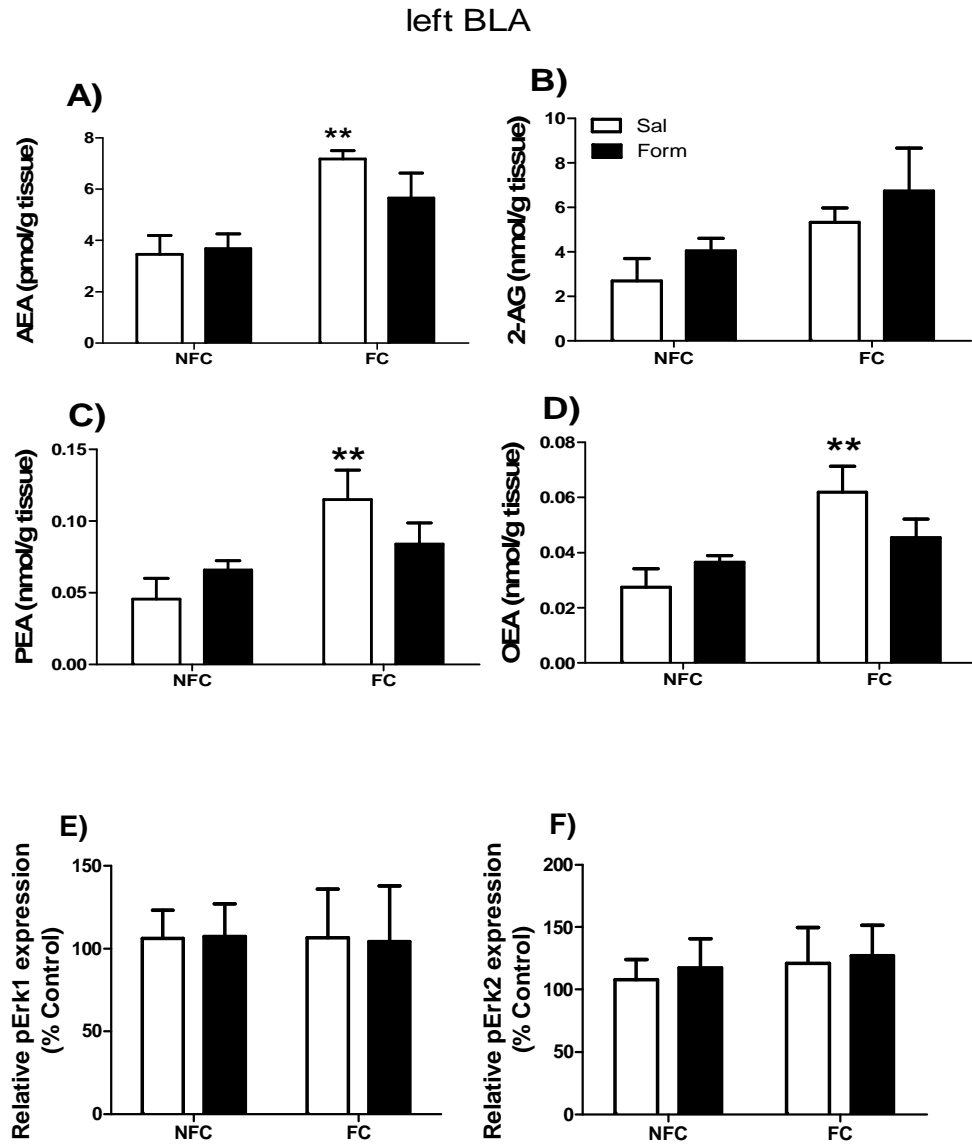 left BLA
A)
AEA (pmol/g tissue)
8
6
4
2
0
**
NFC
FC
B)
2-AG (nmol/g tissue)
10
8
6
4
2
0
Sal
Form
NFC
FC
C)
PEA (nmol/g tissue)
0.15
0.10
0.05
0.00
**
NFC
FC
D)
OEA (nmol/g tissue)
0.08
0.06
0.04
0.02
0.00
**
NFC
FC
E)
Relative pErk1 expression
(% Control)
150
100
50
0
NFC
FC
F)
Relative pErk2 expression
(% Control)
200
150
100
50
0
NFC
FC